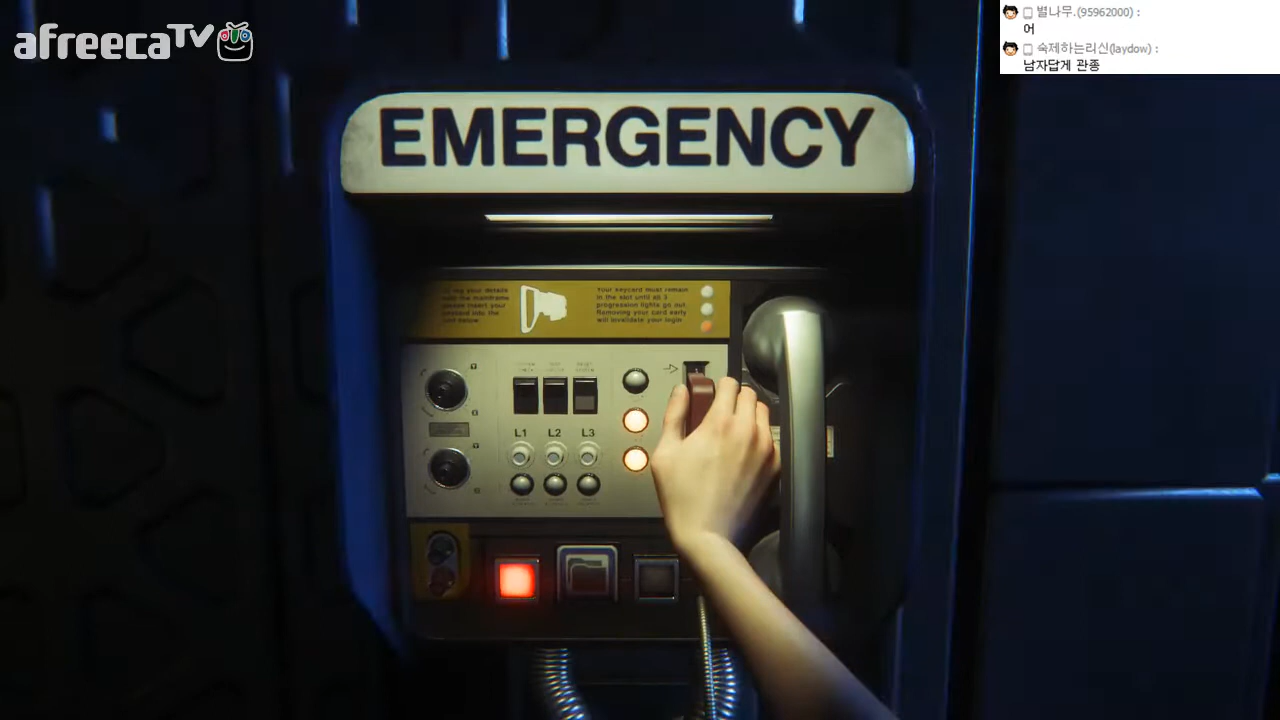 afreecaTV
별나무.(95962000) :
어
숙제하는리신(laydow) :
남자답게 관종
EMERGENCY
Your keycard must remain
in the slot until all 3
progression lights go out.
Removing your card early
will invalidate your login
L1 L2 L3